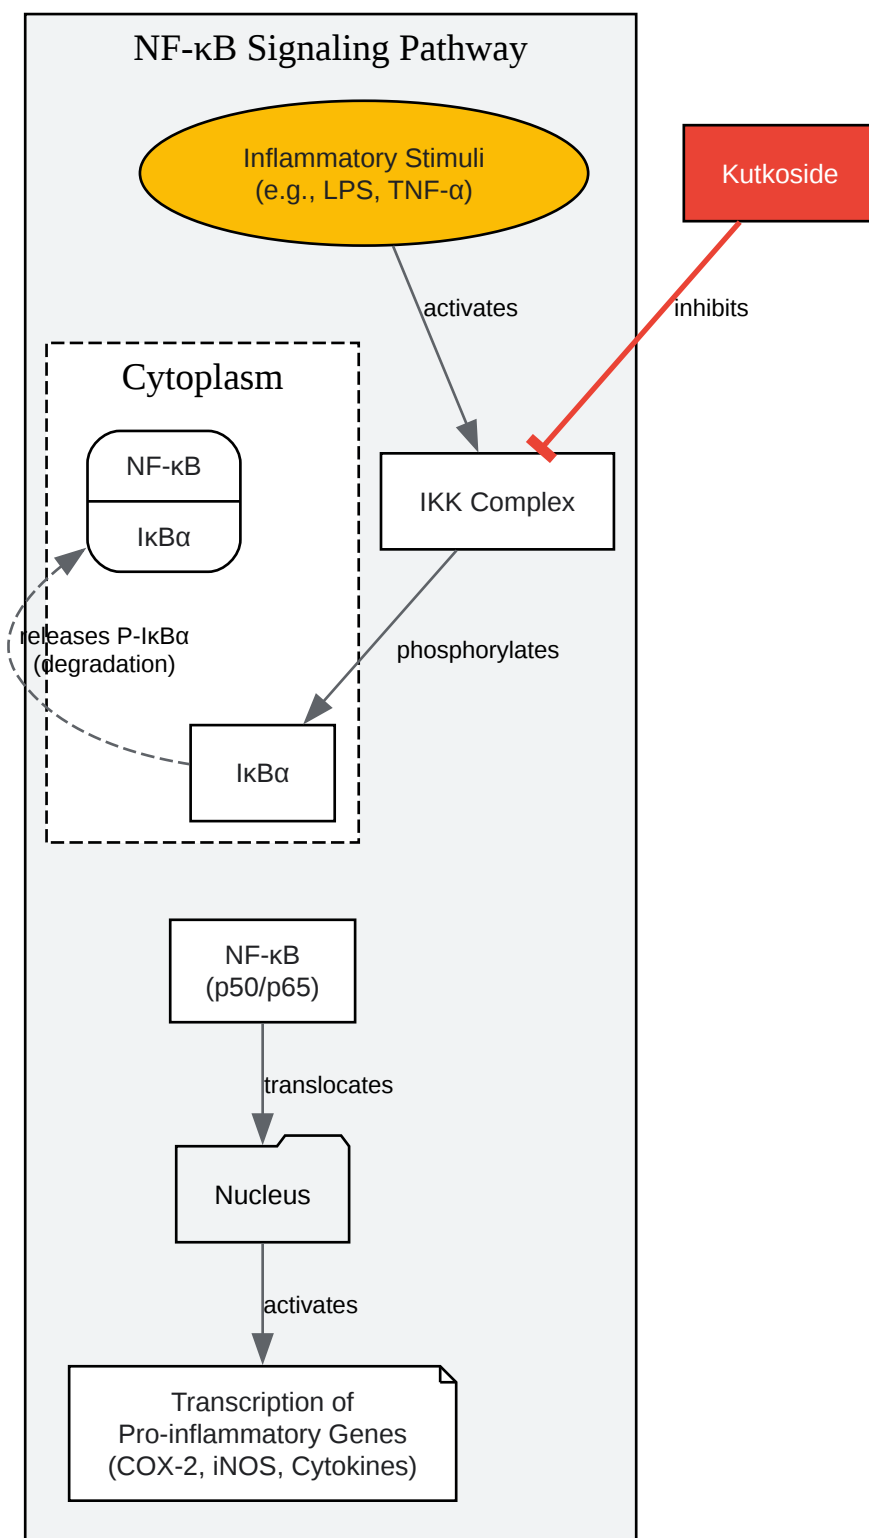 NF-κB Signaling Pathway
Inflammatory Stimuli
(e.g., LPS, TNF-α)
Kutkoside
activates
inhibits
Cytoplasm
NF-κB
IκBα
IKK Complex
releases P-IκBα
(degradation)
phosphorylates
IκBα
NF-κB
(p50/p65)
translocates
Nucleus
activates
Transcription of
Pro-inflammatory Genes
(COX-2, iNOS, Cytokines)